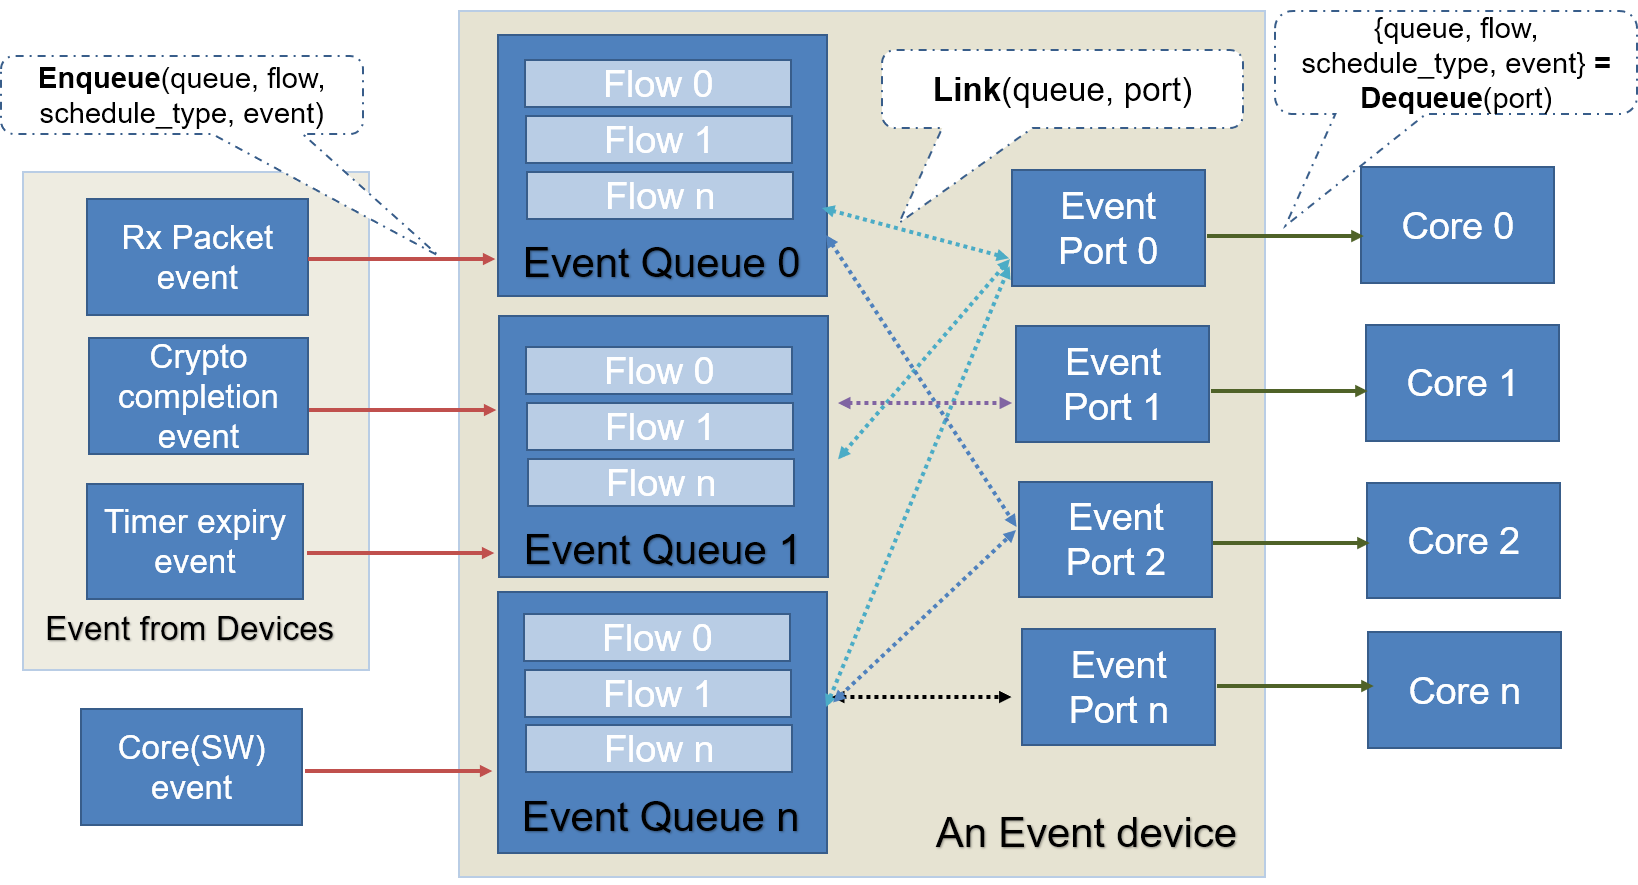 Enqueue(queue, flow,
schedule_type, event)
Rx Packet
event
Crypto
completion
event
Timer expiry
event
Event from Devices
Core(SW)
event
Flow 0
Flow 1
Flow n
Event Queue 0
Flow 0
Flow 1
Flow n
Event Queue 1
Flow 0
Flow 1
Flow n
Event Queue n
Link(queue, port)
Event
Port 0
Event
Port 1
Event
Port 2
Event
Port n
An Event device
{queue, flow,
schedule_type, event} =
Dequeue(port)
Core 0
Core 1
Core 2
Core n